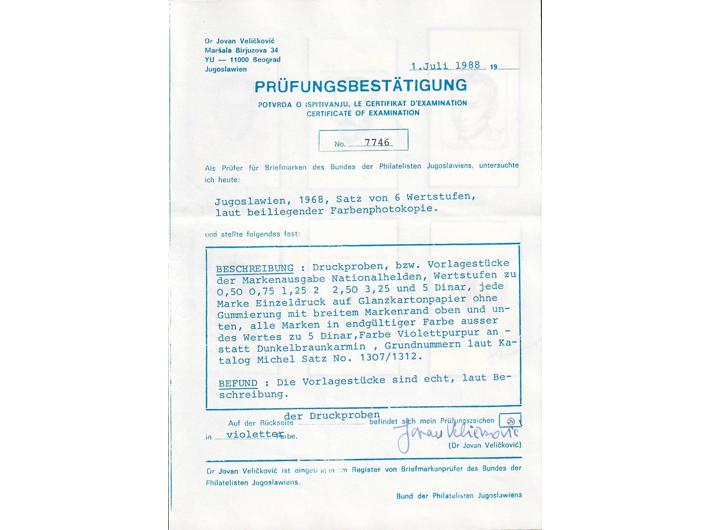 Dr Jovan Veličković
Maršala Birjuzova 34
YU — 11000 Beograd
Jugoslawien
1.Juli 1988 19
PRÜFUNGSBESTÄTIGUNG
POTVRDA O ISPITIVANJU, LE CERTIFIKAT D'EXAMINATION
CERTIFICATE OF EXAMINATION
No. 7746
Als Prüfer für Briefmarken des Bundes der Philatelisten Jugoslawiens, untersuchte
ich heute:
Jugoslawien, 1968, Satz von 6 Wertstufen,
laut beiliegender Farbenphotokopie.
und stellte folgendes fest:
BESCHREIBUNG : Druckproben, bzw. Vorlagestücke
der Markenausgabe Nationalhelden, Wertstufen zu
0,50 0,75 1,25 2 2,50 3,25 und 5 Dinar, jede
Marke Einzeldruck auf Glanzkartonpapier ohne
Gummierung mit breitem Markenrand oben und un-
ten, alle Marken in endgültiger Farbe ausser
des Wertes zu 5 Dinar,Farbe Violettpurpur an -
statt Dunkelbraunkarmin , Grundnummern laut Ka-
talog Michel Satz No. 1307/1312.
BEFUND : Die Vorlagestücke sind echt, laut Be-
schreibung.
Auf der Rückseite der Druckproben befindet sich mein Prüfungszeichen
in violetter Farbe.
Jovan Veličković
(Dr Jovan Veličković)
Dr Jovan Veličković ist eingetragen im Register von Briefmarkenprüfer des Bundes der
Philatelisten Jugoslawiens.
Bund der Philatelisten Jugoslawiens